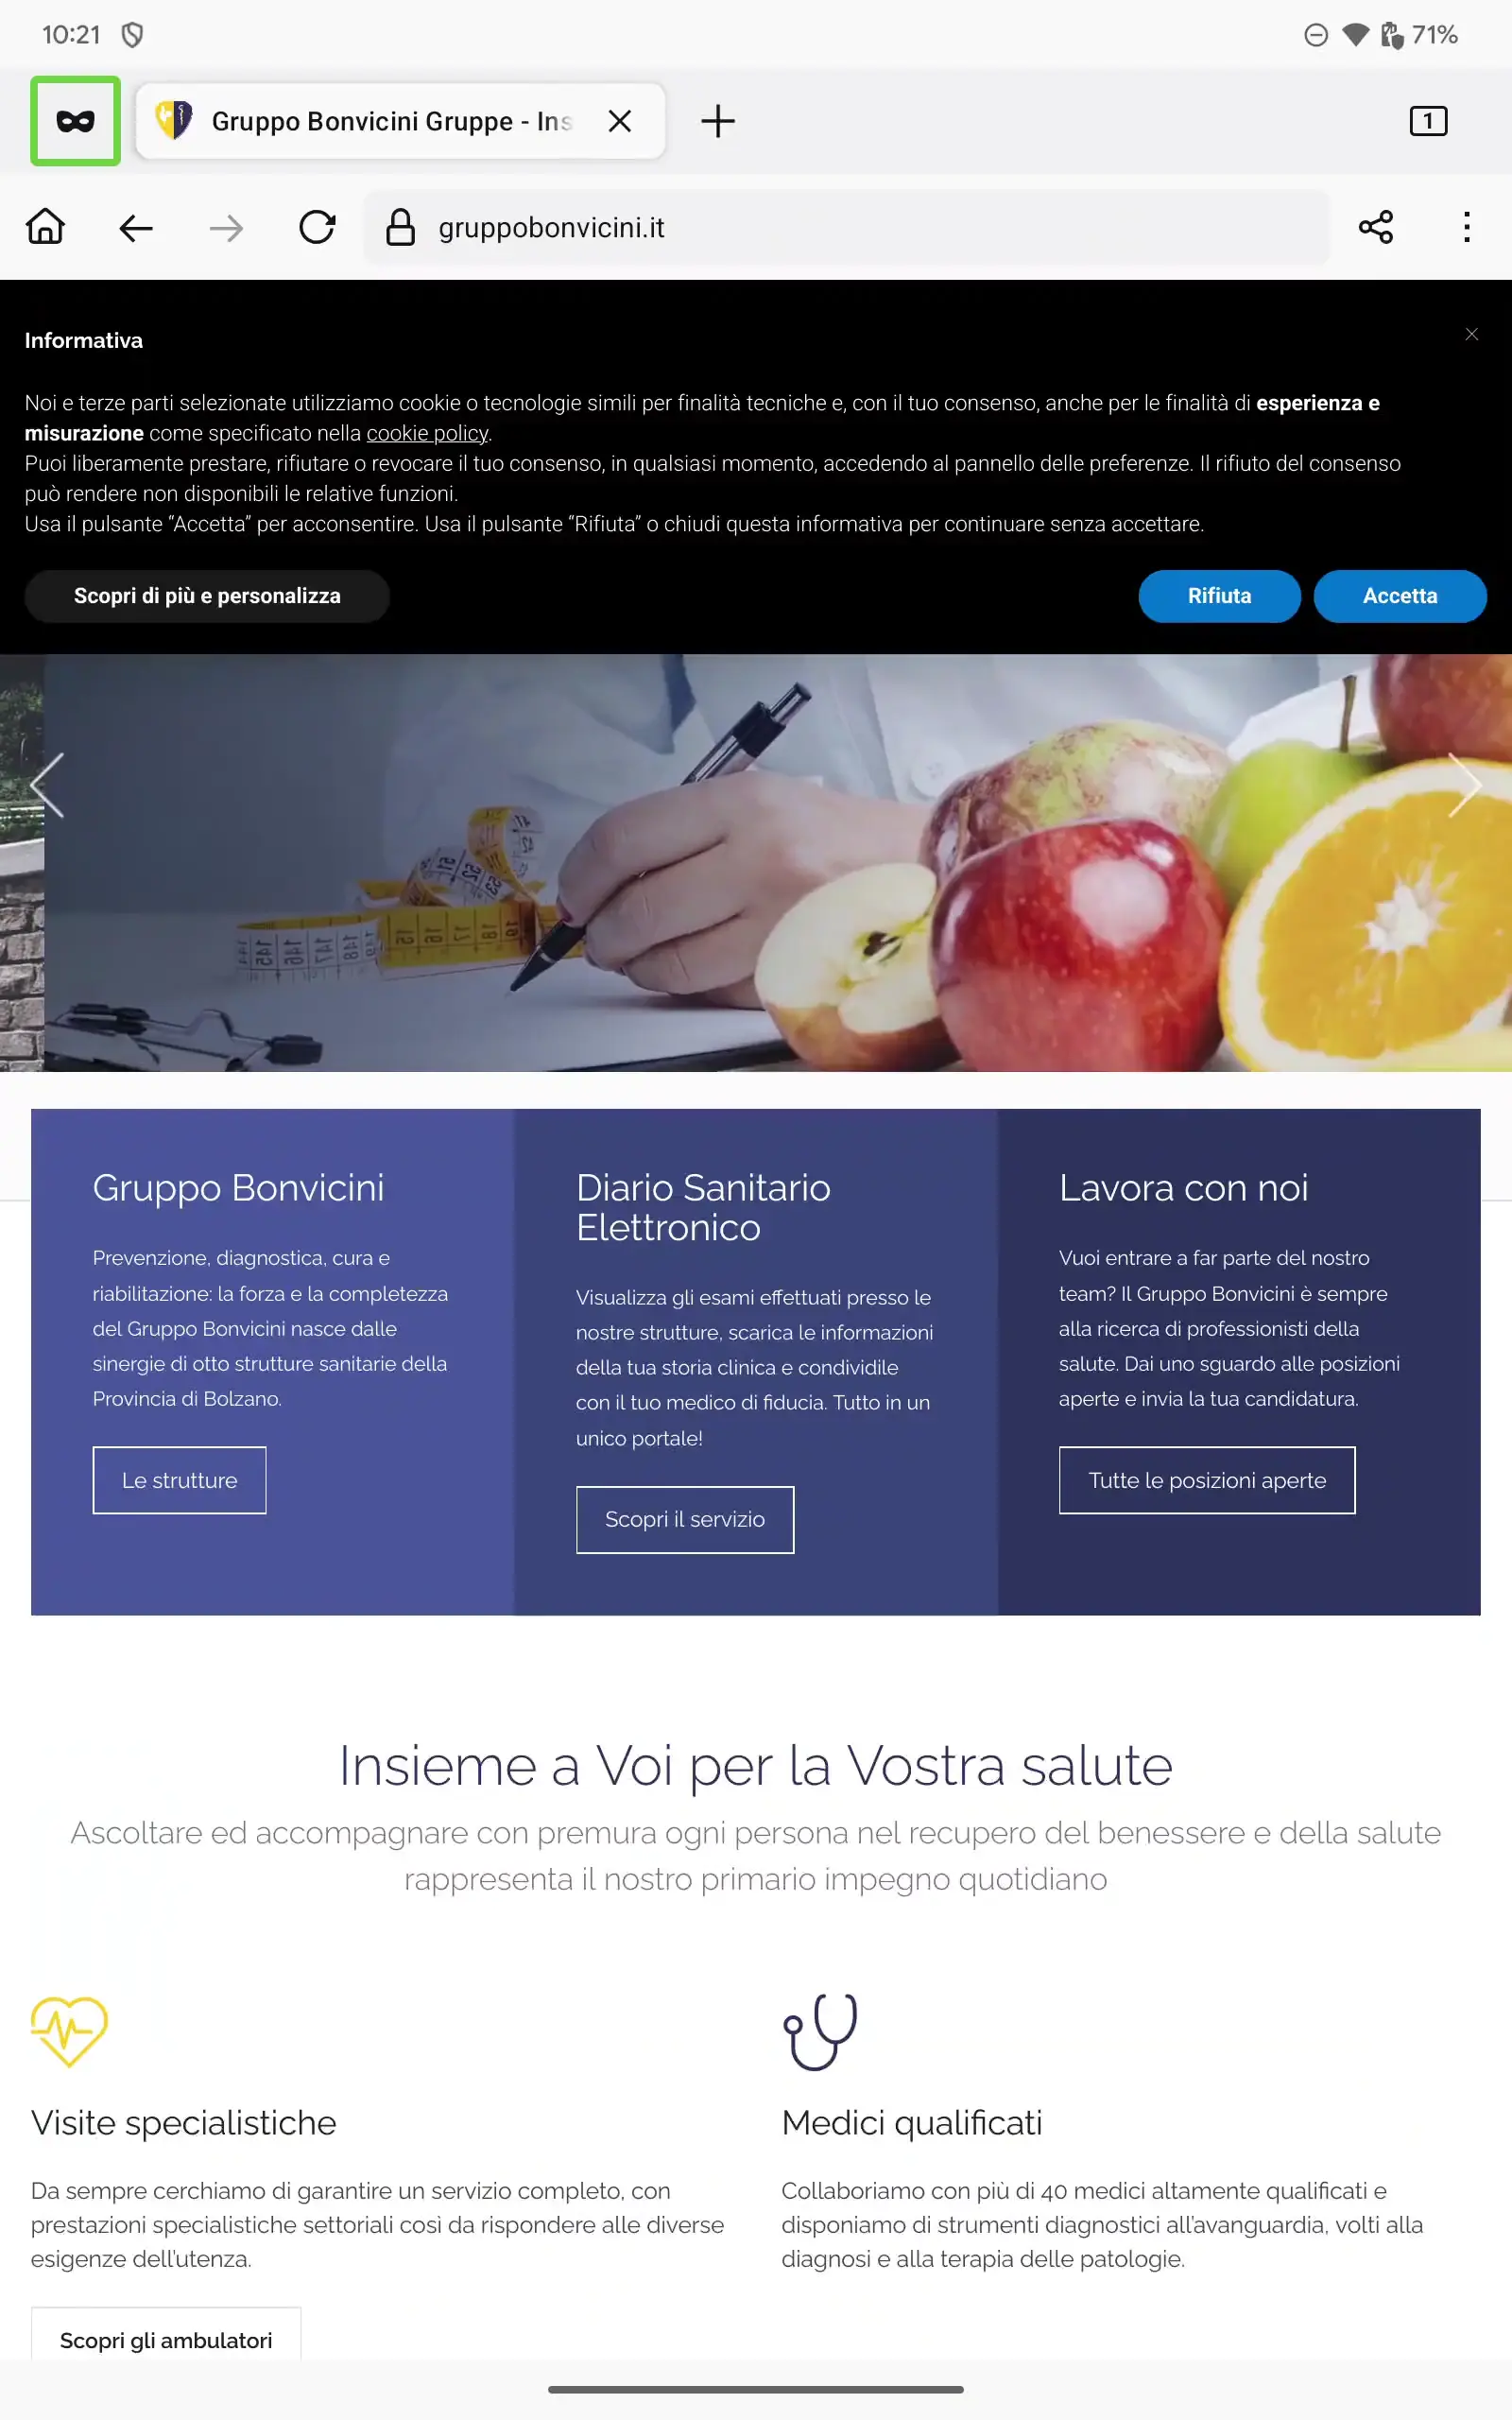 10:21
71%
Gruppo Bonvicini Gruppe - Ins
1
gruppobonvicini.it
Informativa
Noi e terze parti selezionate utilizziamo cookie o tecnologie simili per finalità tecniche e, con il tuo consenso, anche per le finalità di esperienza e
misurazione come specificato nella cookie policy.
Puoi liberamente prestare, rifiutare o revocare il tuo consenso, in qualsiasi momento, accedendo al pannello delle preferenze. Il rifiuto del consenso
può rendere non disponibili le relative funzioni.
Usa il pulsante “Accetta” per acconsentire. Usa il pulsante “Rifiuta” o chiudi questa informativa per continuare senza accettare.
Scopri di più e personalizza
Rifiuta
Accetta
Gruppo Bonvicini
Prevenzione, diagnostica, cura e
riabilitazione: la forza e la completezza
del Gruppo Bonvicini nasce dalle
sinergie di otto strutture sanitarie della
Provincia di Bolzano.
Le strutture
Diario Sanitario
Elettronico
Visualizza gli esami effettuati presso le
nostre strutture, scarica le informazioni
della tua storia clinica e condividile
con il tuo medico di fiducia. Tutto in un
unico portale!
Scopri il servizio
Lavora con noi
Vuoi entrare a far parte del nostro
team? Il Gruppo Bonvicini è sempre
alla ricerca di professionisti della
salute. Dai uno sguardo alle posizioni
aperte e invia la tua candidatura.
Tutte le posizioni aperte
Insieme a Voi per la Vostra salute
Ascoltare ed accompagnare con premura ogni persona nel recupero del benessere e della salute
rappresenta il nostro primario impegno quotidiano
Visite specialistiche
Da sempre cerchiamo di garantire un servizio completo, con
prestazioni specialistiche settoriali così da rispondere alle diverse
esigenze dell'utenza.
Scopri gli ambulatori
Medici qualificati
Collaboriamo con più di 40 medici altamente qualificati e
disponiamo di strumenti diagnostici all'avanguardia, volti alla
diagnosi e alla terapia delle patologie.